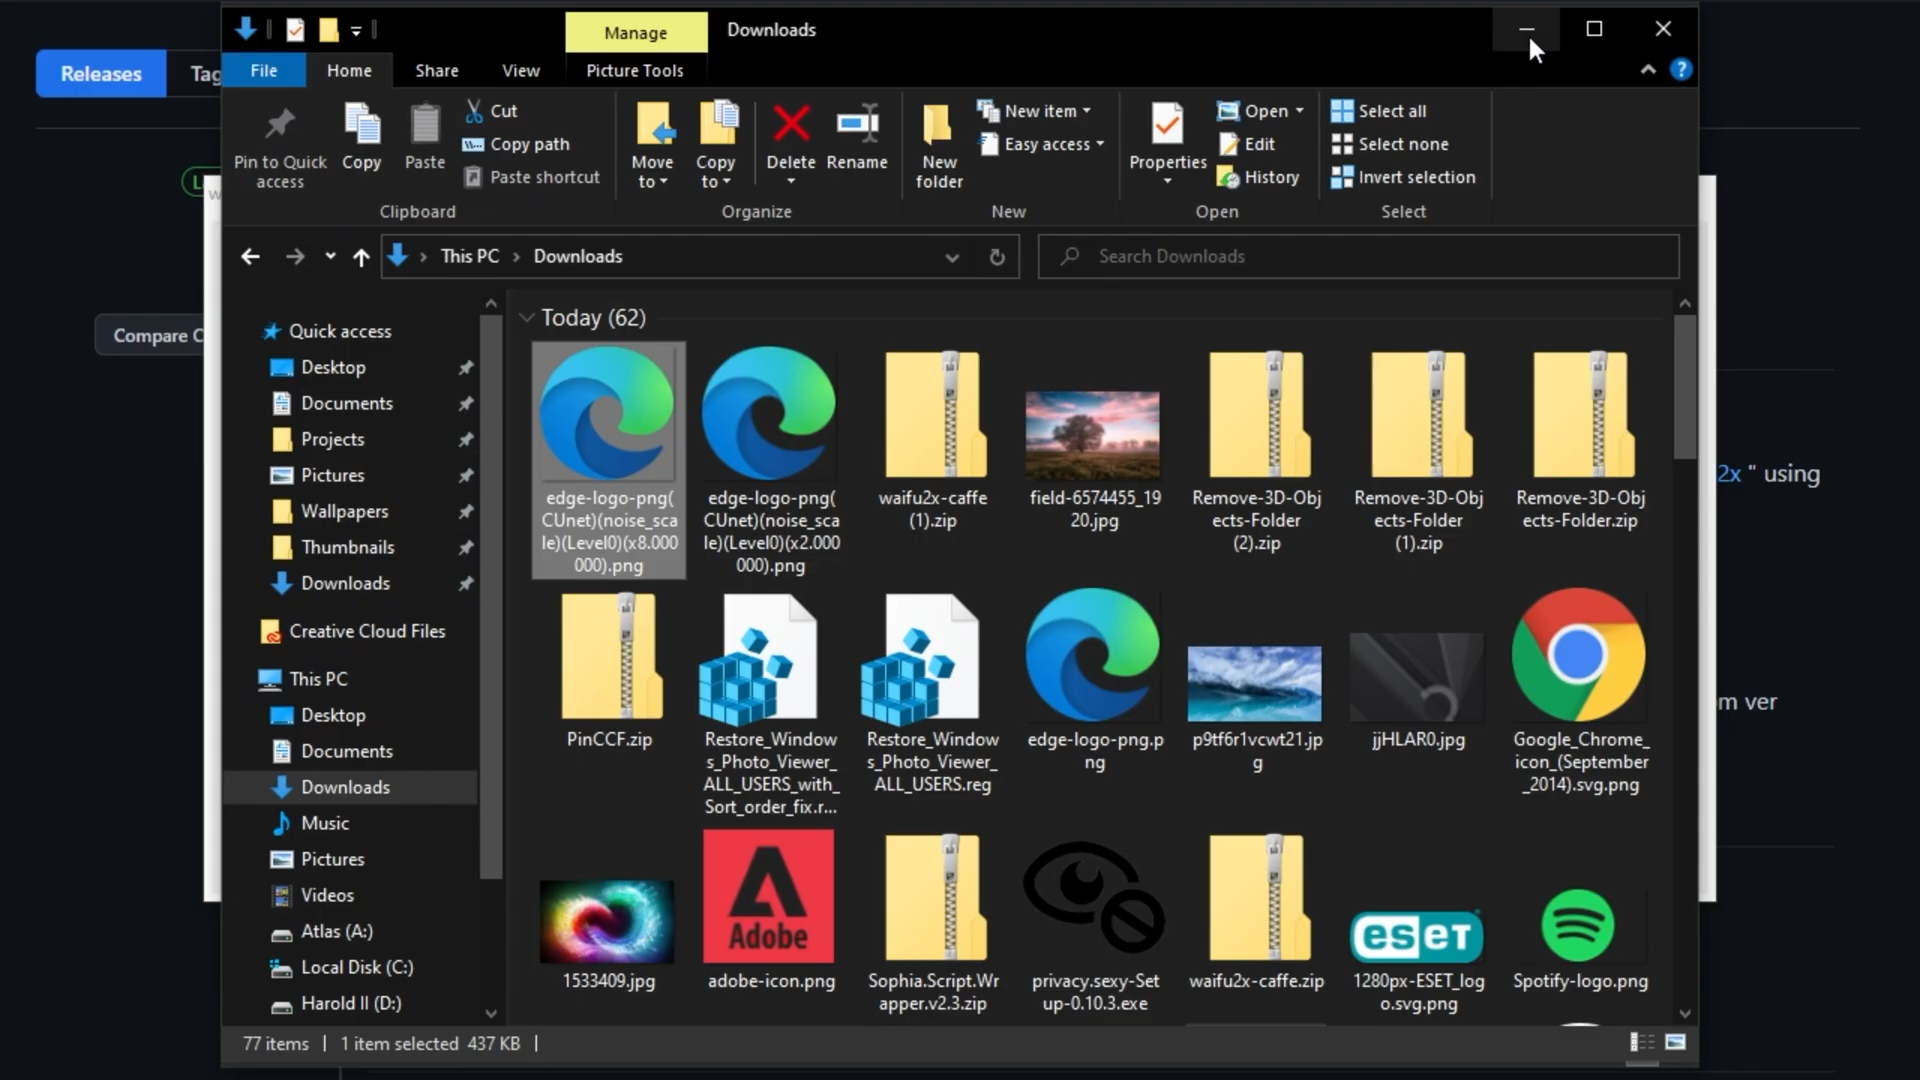 Manage
Downloads
Releases
Tag
File
Home
Share
View
Picture Tools
Pin to Quick
access
Copy
Paste
Cut
Copy path
Paste shortcut
Move
to
Copy
to
Delete
Rename
New
folder
New item
Easy access
Properties
Open
Edit
History
Select all
Select none
Invert selection
Clipboard
Organize
New
Open
Select
This PC
Downloads
Search Downloads
Compare C
Quick access
Desktop
Documents
Projects
Pictures
Wallpapers
Thumbnails
Downloads
Creative Cloud Files
This PC
Desktop
Documents
Downloads
Music
Pictures
Videos
Atlas (A:)
Local Disk (C:)
Harold II (D:)
Today (62)
edge-logo-png(
CUnet)(noise_sca
le)(Level0)(x8.000
000).png
edge-logo-png(
CUnet)(noise_sca
le)(Level0)(x2.000
000).png
waifu2x-caffe
(1).zip
field-6574455_19
20.jpg
Remove-3D-Obj
ects-Folder
(2).zip
Remove-3D-Obj
ects-Folder
(1).zip
Remove-3D-Obj
ects-Folder.zip
2x " using
PinCCF.zip
Restore_Window
s_Photo_Viewer_
ALL_USERS_with_
Sort_order_fix.r...
Restore_Window
s_Photo_Viewer_
ALL_USERS.reg
edge-logo-png.p
ng
p9tf6r1vcwt21.jp
g
jjHLAR0.jpg
Google_Chrome_
icon_(September
_2014).svg.png
m ver
Adobe
eseT
1533409.jpg
adobe-icon.png
Sophia.Script.Wr
apper.v2.3.zip
privacy.sexy-Set
up-0.10.3.exe
waifu2x-caffe.zip
1280px-ESET_log
o.svg.png
Spotify-logo.png
77 items
1 item selected 437 KB